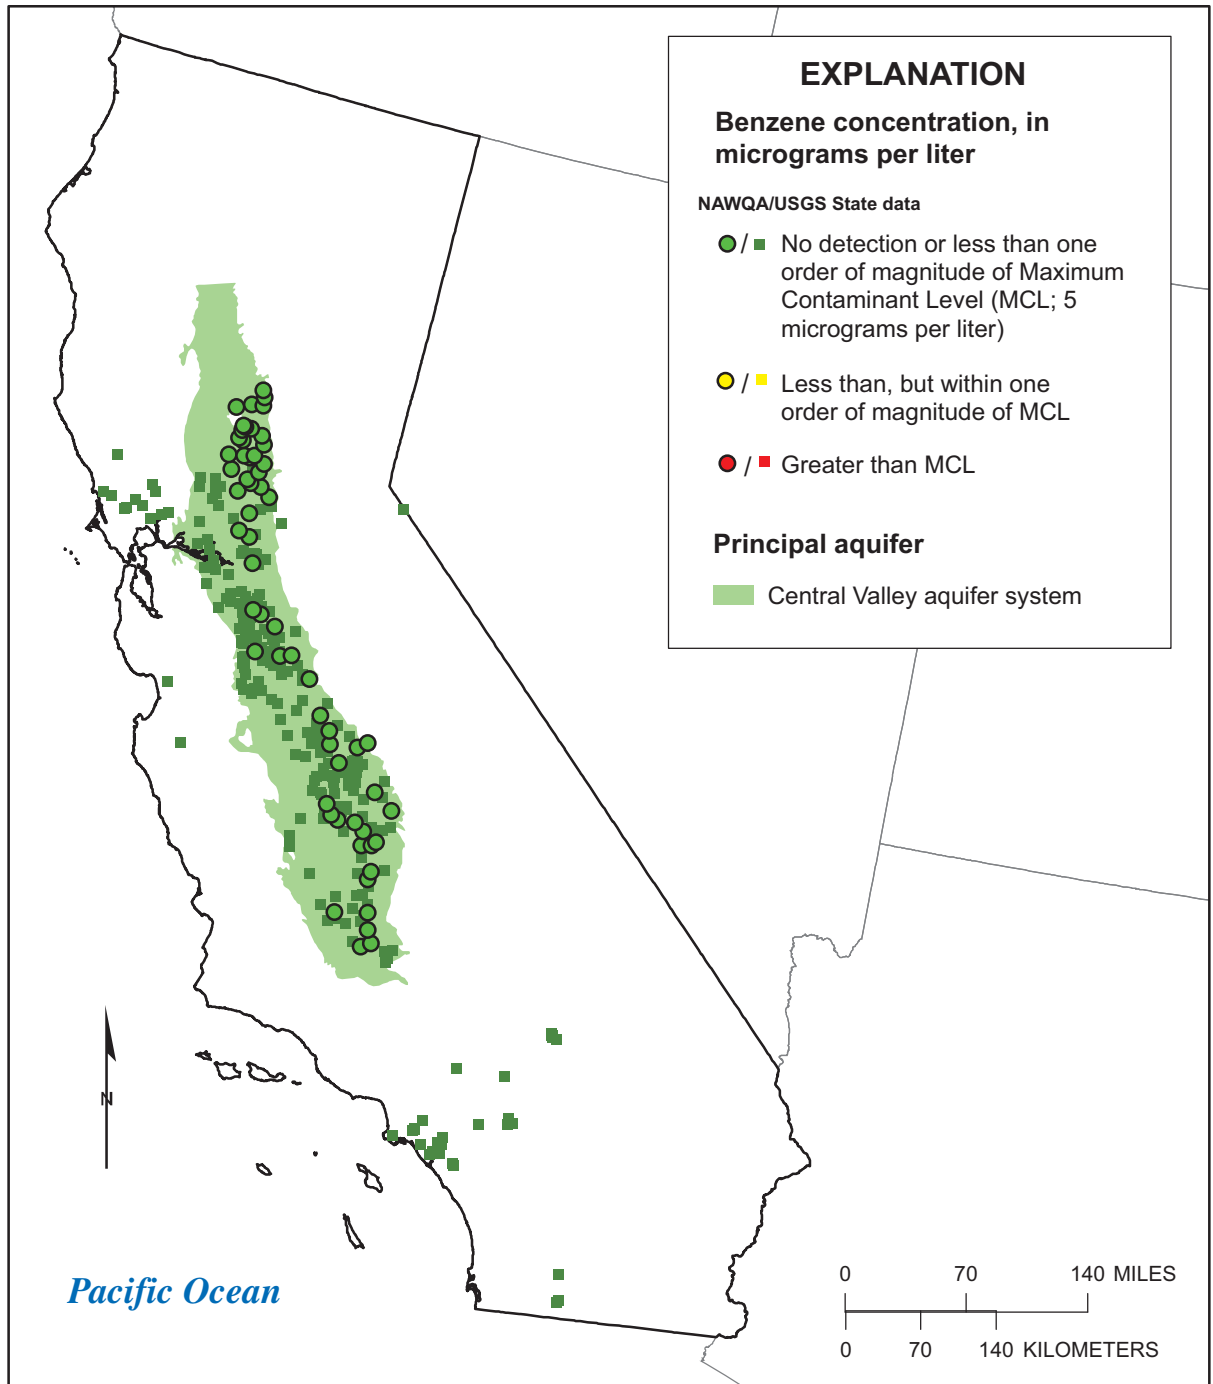 EXPLANATION
Benzene concentration, in
micrograms per liter
NAWQA/USGS State data
/ No detection or less than one
order of magnitude of Maximum
Contaminant Level (MCL; 5
micrograms per liter)
/ Less than, but within one
order of magnitude of MCL
/ Greater than MCL
Principal aquifer
Central Valley aquifer system
N
Pacific Ocean
0 70 140 MILES
0 70 140 KILOMETERS